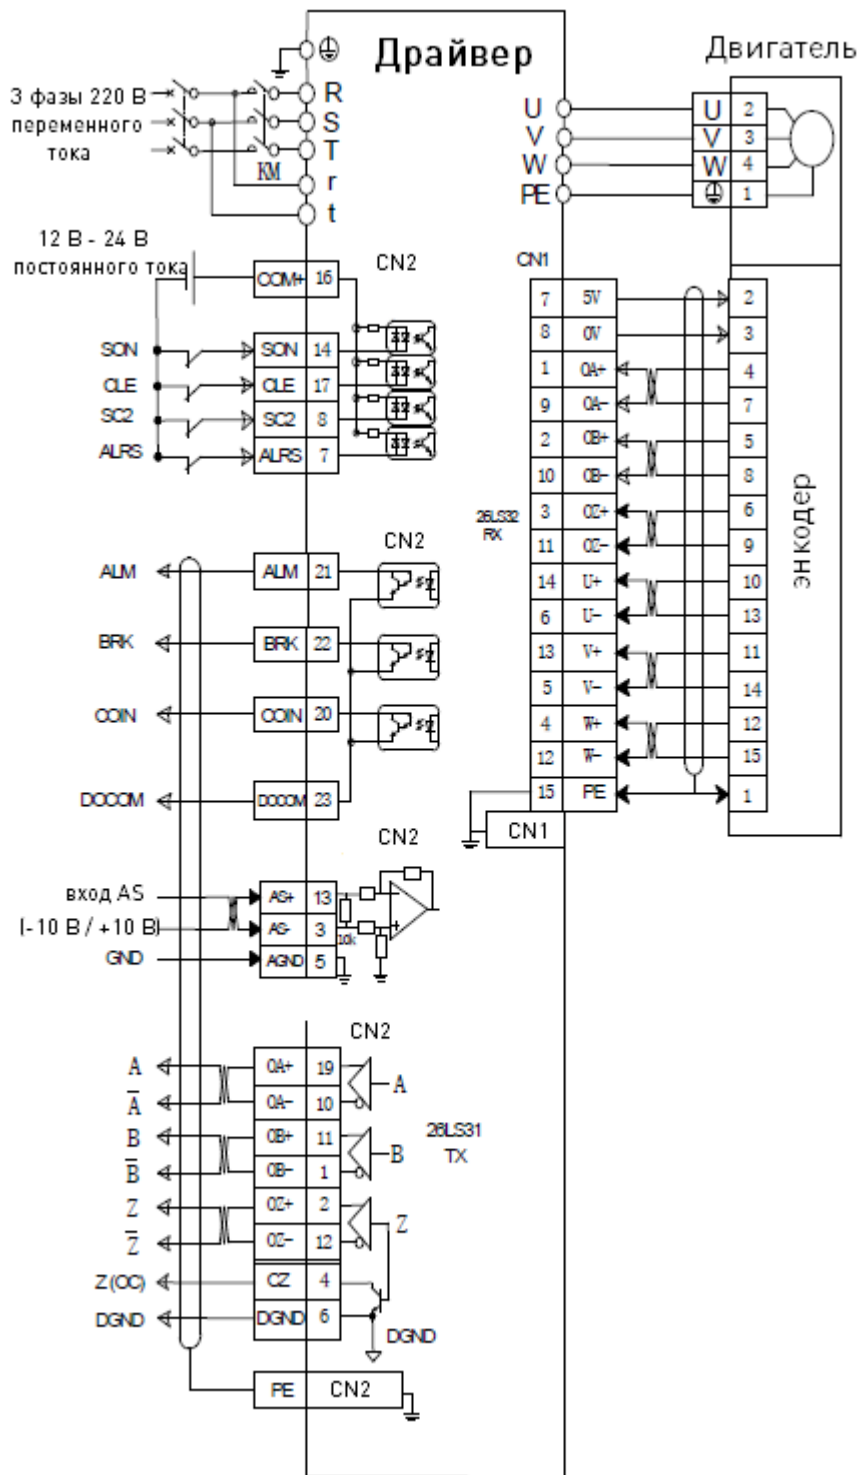 Драйвер
Двигатель
3 фазы 220 В
переменного
тока
KM
R
S
T
r
t
U
V
W
PE
U 2
V 3
W 4
1
12 В - 24 В
постоянного тока
CN2
COM+ 16
SON SON 14
CLE CLE 17
SC2 SC2 8
ALRS ALRS 7
CN2
ALM ALM 21
BRK BRK 22
COIN COIN 20
DOCOM DOCOM 23
CN2
вход AS AS+ 13
(-10 В / +10 В) AS- 3
10k
GND AGND 5
CN2
A OA+ 19 A
A̅ OA- 10
B OB+ 11 B
B̅ OB- 1
Z OZ+ 2 Z
Z̅ OZ- 12
26LS31
TX
Z(OC) CZ 4
DGND DGND 6
DGND
PE CN2
CN1
7 5V 2
8 0V 3
1 OA+ 4
9 OA- 7
2 OB+ 5
10 OB- 8
3 OZ+ 6
26LS32
RX
11 OZ- 9
14 U+ 10
6 U- 13
13 V+ 11
5 V- 14
4 W+ 12
12 W- 15
15 PE 1
CN1
энкодер